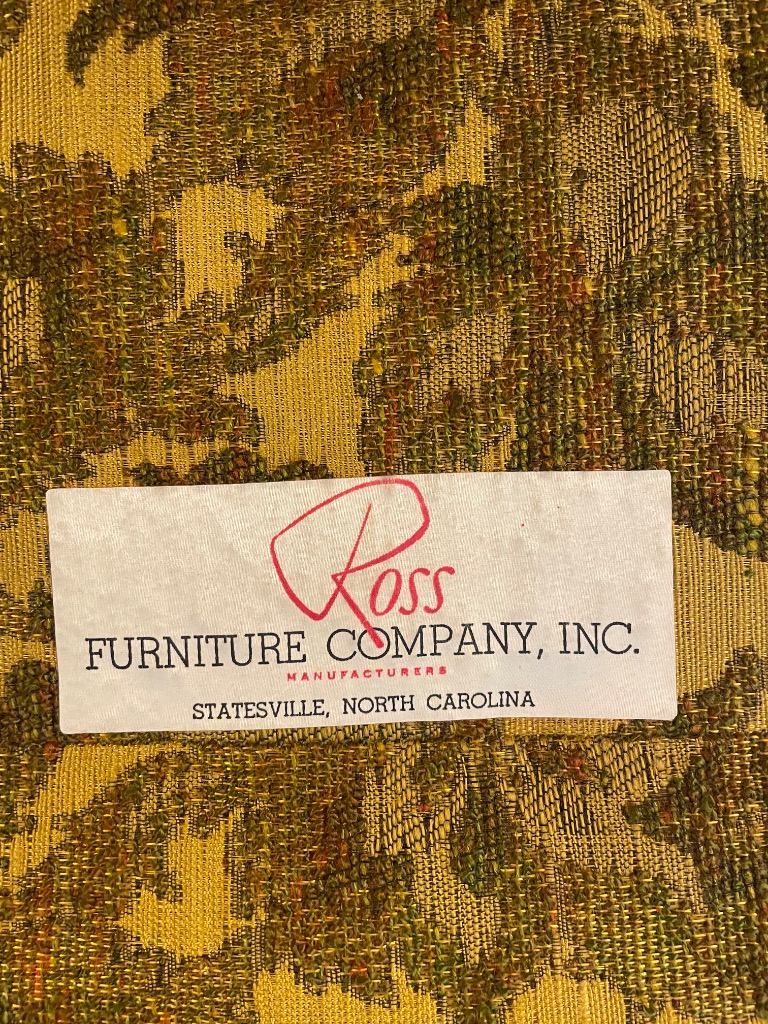 Ross
FURNITURE COMPANY, INC.
MANUFACTURERS
STATESVILLE, NORTH CAROLINA